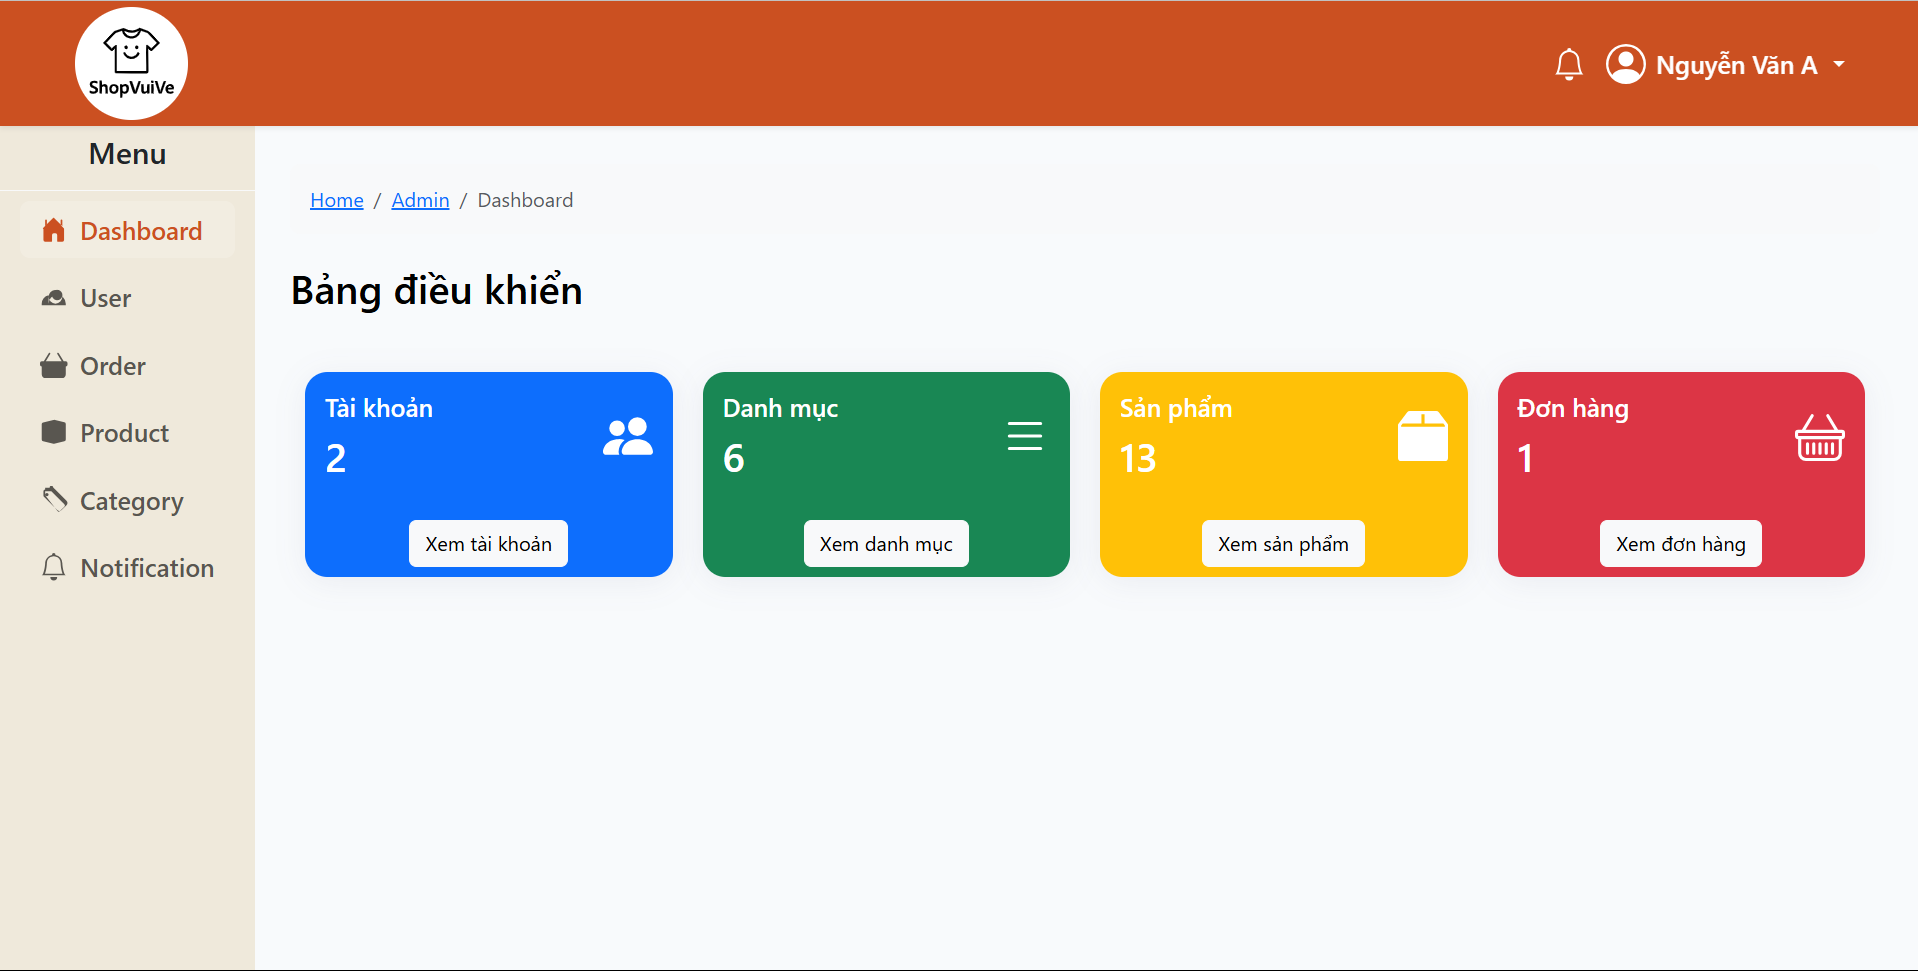 ShopVuiVe
Nguyễn Văn A
Menu
Dashboard
User
Order
Product
Category
Notification
Home / Admin / Dashboard
Bảng điều khiển
Tài khoản
2
Xem tài khoản
Danh mục
6
Xem danh mục
Sản phẩm
13
Xem sản phẩm
Đơn hàng
1
Xem đơn hàng